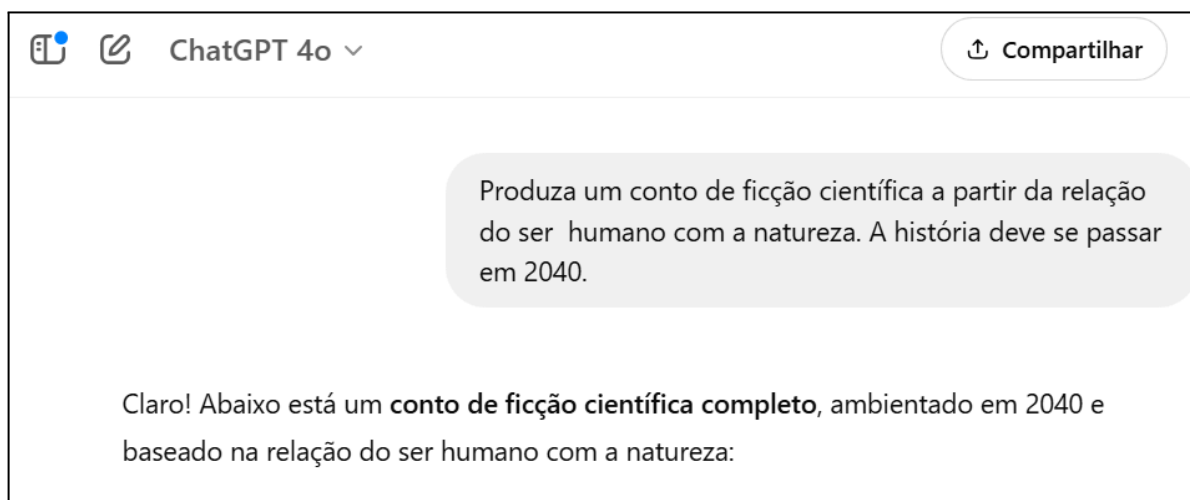 ChatGPT 4o
Compartilhar
Produza um conto de ficção científica a partir da relação
do ser  humano com a natureza. A história deve se passar
em 2040.
Claro! Abaixo está um conto de ficção científica completo, ambientado em 2040 e
baseado na relação do ser humano com a natureza: